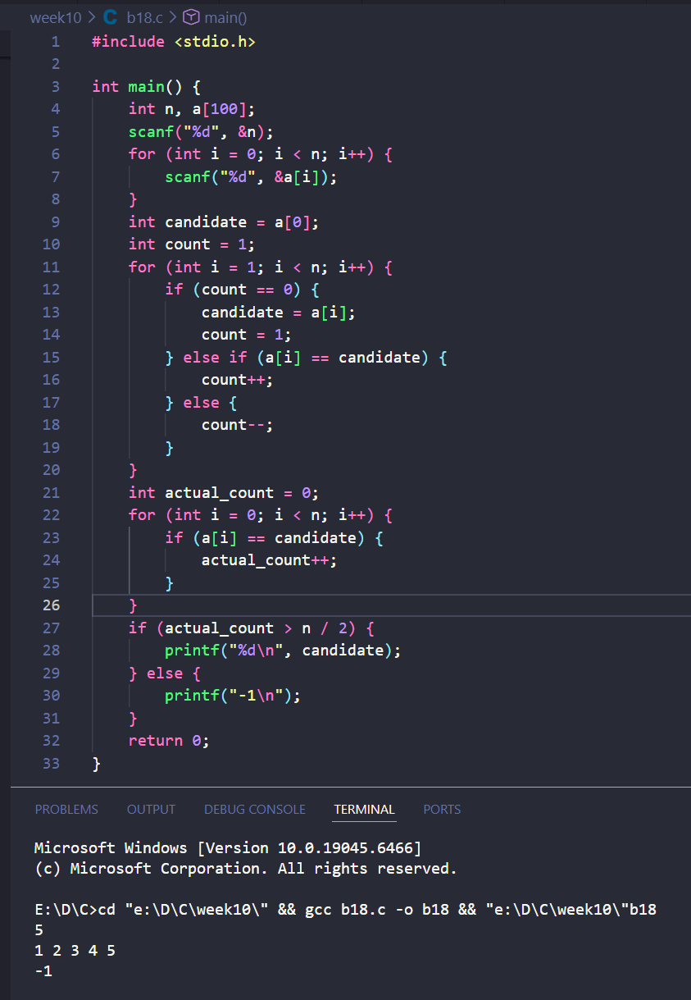 week10 > C b18.c > main()
1 #include <stdio.h>
2
3 int main() {
4     int n, a[100];
5     scanf("%d", &n);
6     for (int i = 0; i < n; i++) {
7         scanf("%d", &a[i]);
8     }
9     int candidate = a[0];
10     int count = 1;
11     for (int i = 1; i < n; i++) {
12         if (count == 0) {
13             candidate = a[i];
14             count = 1;
15         } else if (a[i] == candidate) {
16             count++;
17         } else {
18             count--;
19         }
20     }
21     int actual_count = 0;
22     for (int i = 0; i < n; i++) {
23         if (a[i] == candidate) {
24             actual_count++;
25         }
26     }
27     if (actual_count > n / 2) {
28         printf("%d\n", candidate);
29     } else {
30         printf("-1\n");
31     }
32     return 0;
33 }
PROBLEMS OUTPUT DEBUG CONSOLE TERMINAL PORTS
Microsoft Windows [Version 10.0.19045.6466]
(c) Microsoft Corporation. All rights reserved.
E:\D\C>cd "e:\D\C\week10\" && gcc b18.c -o b18 && "e:\D\C\week10\"b18
5
1 2 3 4 5
-1